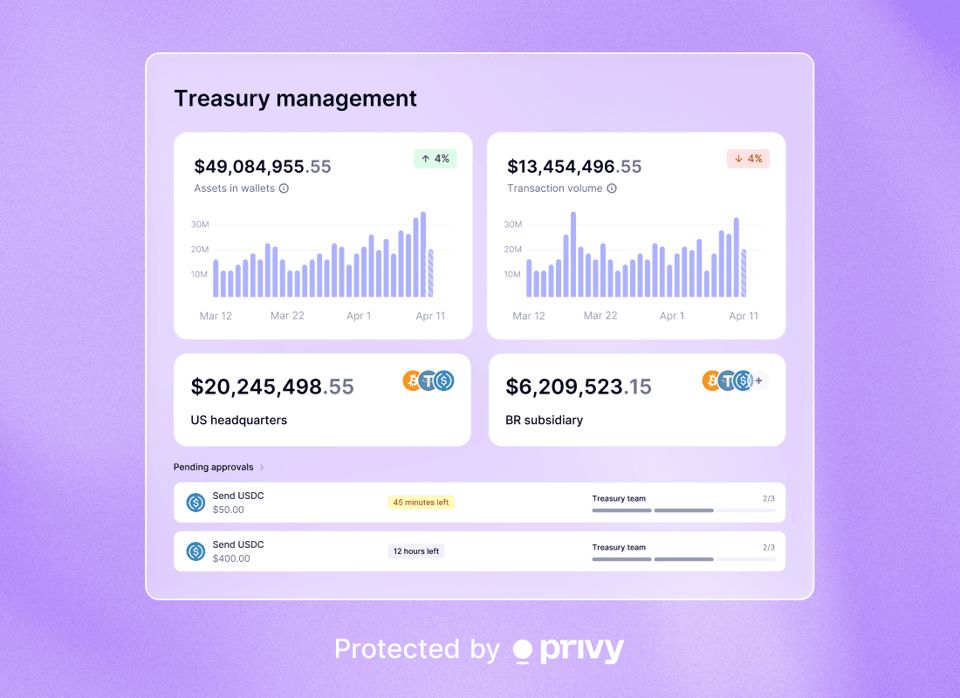 Treasury management
$49,084,955.55
↑ 4%
Assets in wallets
30M
20M
10M
Mar 12 Mar 22 Apr 1 Apr 11
$13,454,496.55
↓ 4%
Transaction volume
30M
20M
10M
Mar 12 Mar 22 Apr 1 Apr 11
$20,245,498.55
US headquarters
$6,209,523.15
+
BR subsidiary
Pending approvals >
Send USDC
$50.00
45 minutes left
Treasury team 2/3
Send USDC
$400.00
12 hours left
Treasury team 2/3
Protected by privy